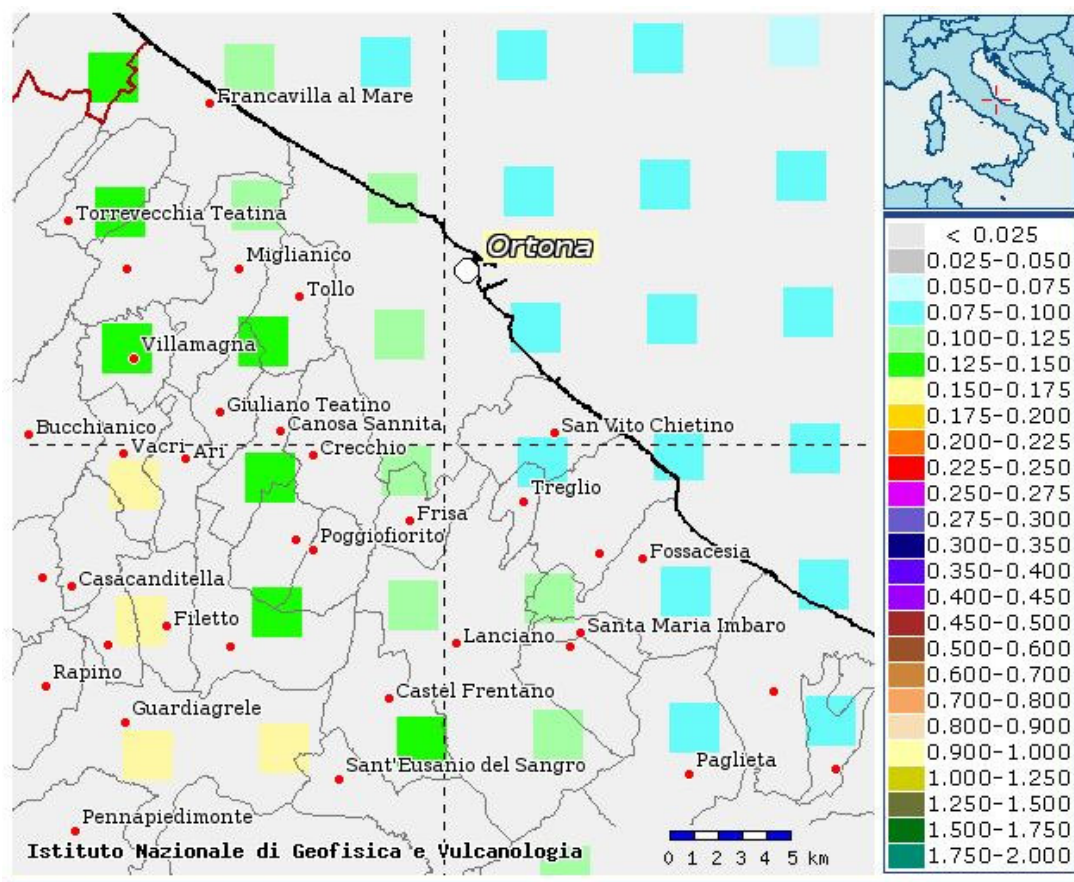 Francavilla al Mare
Torrevecchia Teatina
Ortona
Miglianico
Tollo
Villamagna
Giuliano Teatino
Bucchianico
Canosa Sannita
San Vito Chietino
Vacri
Ari
Crecchio
Treglio
Frisa
Poggiofiorito
Fossacesia
Casacanditella
Filetto
Lanciano
Santa Maria Imbaro
Rapino
Castel Frentano
Guardiagrele
Sant'Eusanio del Sangro
Paglieta
Pennapiedimonte
Istituto Nazionale di Geofisica e Vulcanologia
0 1 2 3 4 5 km
< 0.025
0.025-0.050
0.050-0.075
0.075-0.100
0.100-0.125
0.125-0.150
0.150-0.175
0.175-0.200
0.200-0.225
0.225-0.250
0.250-0.275
0.275-0.300
0.300-0.350
0.350-0.400
0.400-0.450
0.450-0.500
0.500-0.600
0.600-0.700
0.700-0.800
0.800-0.900
0.900-1.000
1.000-1.250
1.250-1.500
1.500-1.750
1.750-2.000